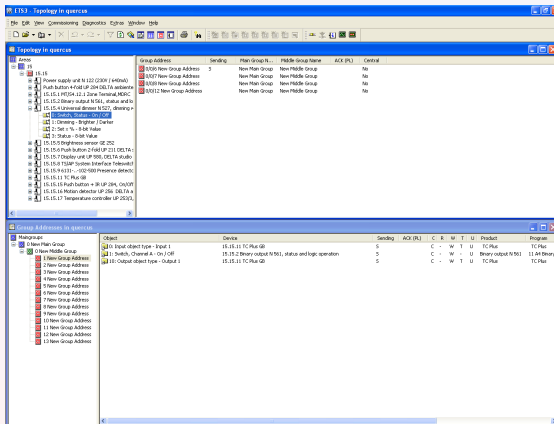 ETS3 - Topology in quercus
File Edit View Commissioning Diagnostics Extras Window Help
Topology in quercus
Areas
15
15.15
Power supply unit N 122 (230V / 640mA)
Push button 4-fold UP 284 DELTA ambiente
15.15.1 MT/S4.12.1 Zone Terminal,MDRC
15.15.2 Binary output N 561, status and lo
15.15.4 Universal dimmer N 527, dimming v
0: Switch, Status - On / Off
1: Dimming - Brighter / Darker
2: Set x % - 8-bit Value
3: Status - 8-bit Value
15.15.5 Brightness sensor GE 252
15.15.6 Push button 2-fold UP 211 DELTA
15.15.7 Display unit UP 580, DELTA studio
15.15.8 TS/AP System Interface Teleswitch
15.15.9 6131-.-102-500 Presence detect
15.15.11 TC Plus GB
15.15.15 Push button + IR UP 284, On/Off
15.15.16 Motion detector UP 256 DELTA a
15.15.17 Temperature controller UP 253/3,
Group Address Sending Main Group N... Middle Group Name ACK (PL) Central
0/0/6 New Group Address S New Main Group New Middle Group No
0/0/7 New Group Address New Main Group New Middle Group No
0/0/8 New Group Address New Main Group New Middle Group No
0/0/12 New Group Address New Main Group New Middle Group No
Group Addresses in quercus
Maingroups
0 New Main Group
0 New Middle Group
1 New Group Address
2 New Group Address
3 New Group Address
4 New Group Address
5 New Group Address
6 New Group Address
7 New Group Address
8 New Group Address
9 New Group Address
10 New Group Address
11 New Group Address
12 New Group Address
13 New Group Address
Object Device Sending ACK (PL) C R W T U Product Program
0: Input object type - Input 1 15.15.11 TC Plus GB S C - W T U TC Plus TC Plus
1: Switch, Channel A - On / Off 15.15.2 Binary output N 561, status and logic operation S C - W - U Binary output N 561 11 A4 Binary
10: Output object type - Output 1 15.15.11 TC Plus GB S C - W T U TC Plus TC Plus